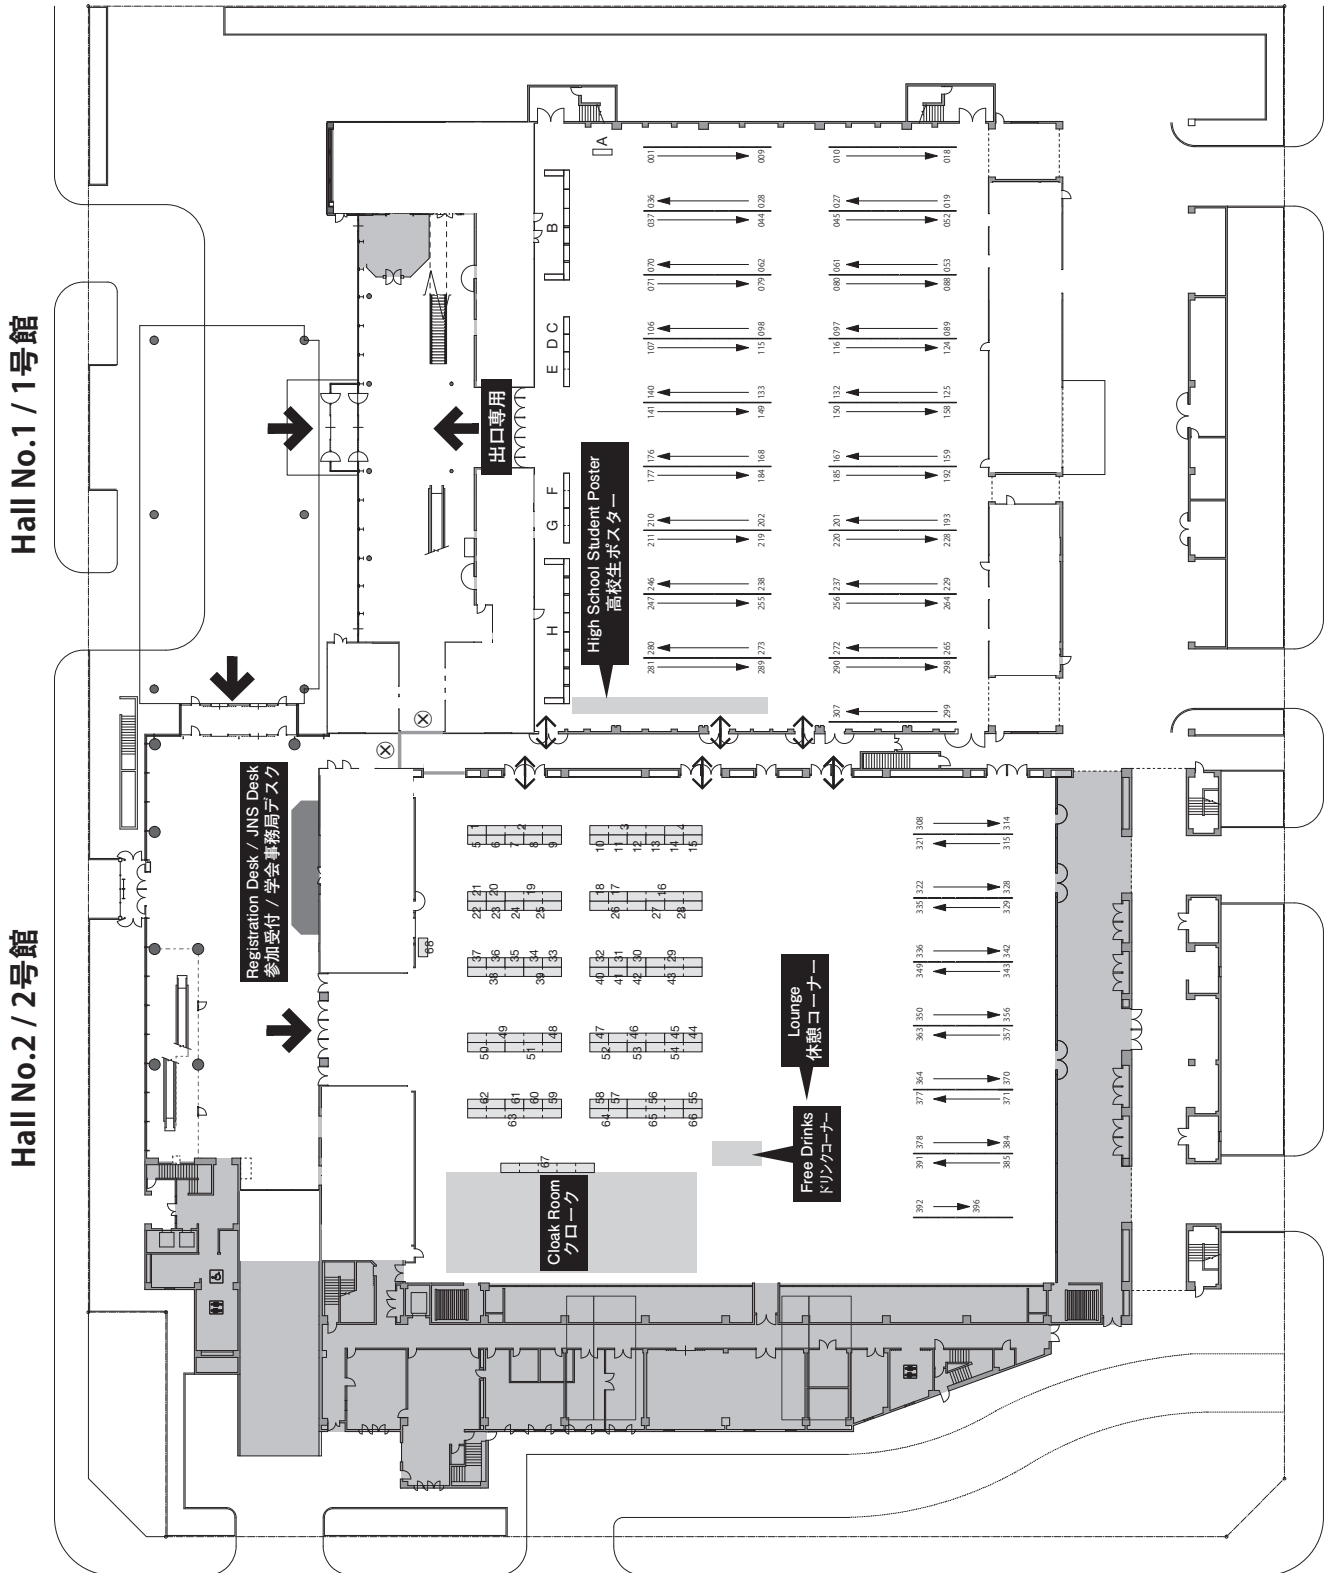 Hall No.1 / 1号館
Hall No.2 / 2号館
出口専用
High School Student Poster
高校生ポスター
Registration Desk / JNS Desk
参加受付 / 学会事務局デスク
Lounge
休憩コーナー
Free Drinks
ドリンクコーナー
Cloak Room
クローク
A
B
C
D
E
F
G
H
001 009 010 018
036 028 027 019
037 044 045 052
070 062 061 053
071 079 080 088
106 098 097 089
107 115 116 124
140 133 132 125
141 149 150 158
176 168 167 159
177 184 185 192
210 202 201 193
211 219 220 228
246 238 237 229
247 255 256 264
280 273 272 265
281 289 290 298
307 299
308 314
321 315
322 328
335 329
336 342
349 343
350 356
363 357
364 370
377 371
378 384
391 385
392 396
1 2 3 4
5 6 7 8 9 10 11 12 13 14 15
21 20 19 18 17 16
22 23 24 25 26 27 28
37 36 35 34 33 32 31 30 29
38 39 40 41 42 43
49 48 47 46 45 44
50 51 52 53 54
62 61 60 59 58 57 56 55
63 64 65 66
67
68